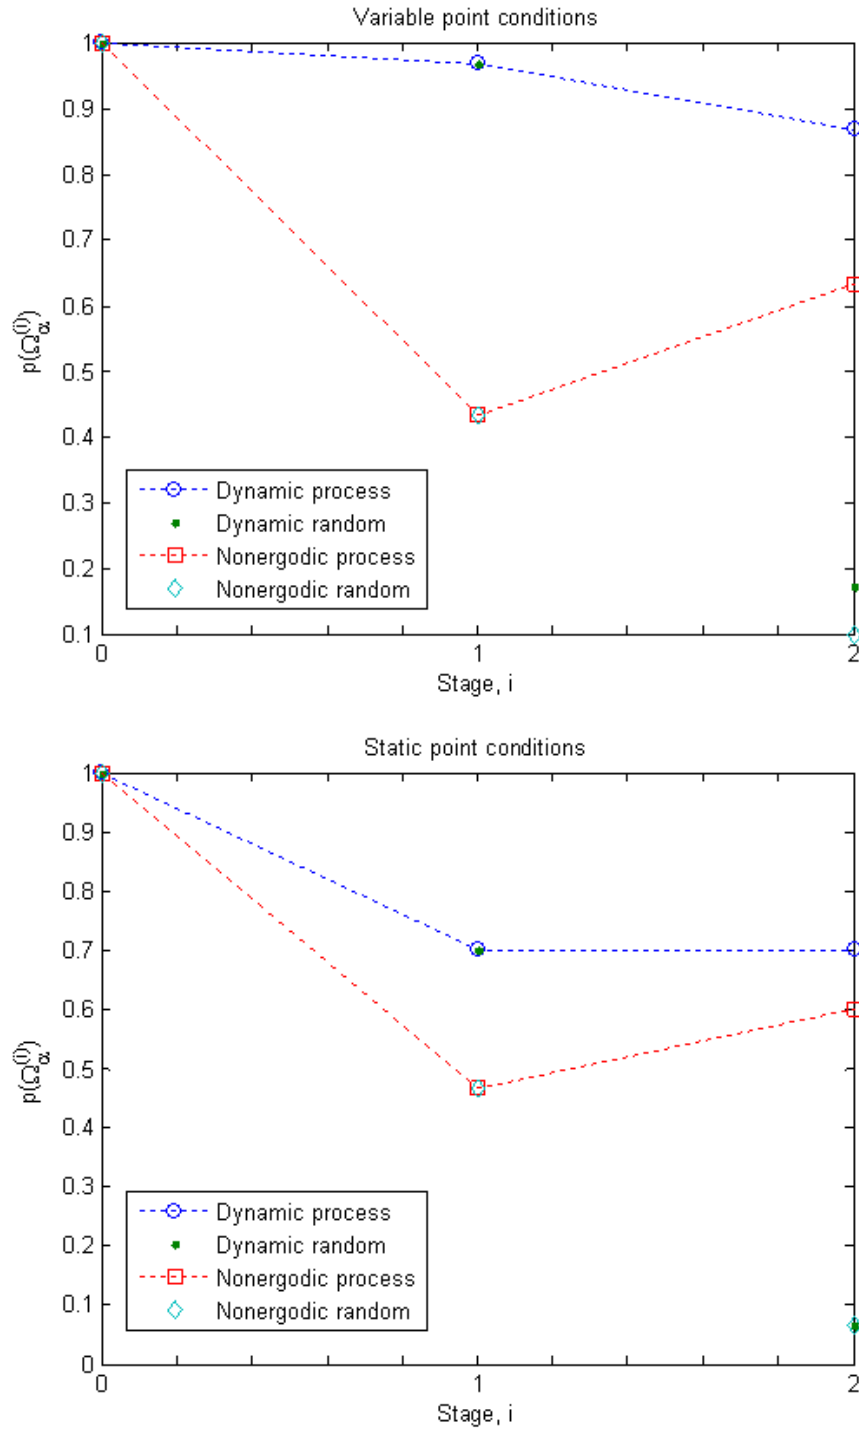 Variable point conditions
1
0.9
0.8
0.7
0.6
0.5
0.4
0.3
0.2
0.1
p(Ω_α^(i))
Dynamic process
Dynamic random
Nonergodic process
Nonergodic random
0 1 2
Stage, i
Static point conditions
1
0.9
0.8
0.7
0.6
0.5
0.4
0.3
0.2
0.1
0
p(Ω_α^(i))
Dynamic process
Dynamic random
Nonergodic process
Nonergodic random
0 1 2
Stage, i